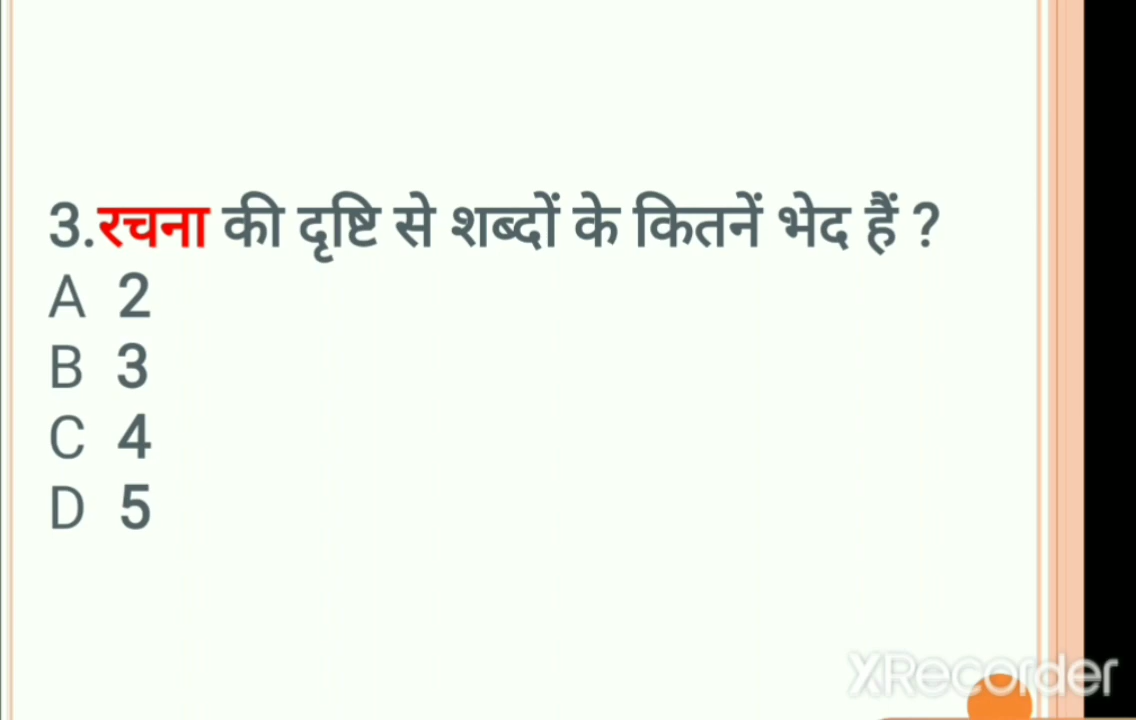 3.रचना की दृष्टि से शब्दों के कितनें भेद हैं ?
A 2
B 3
C 4
D 5
XRecorder